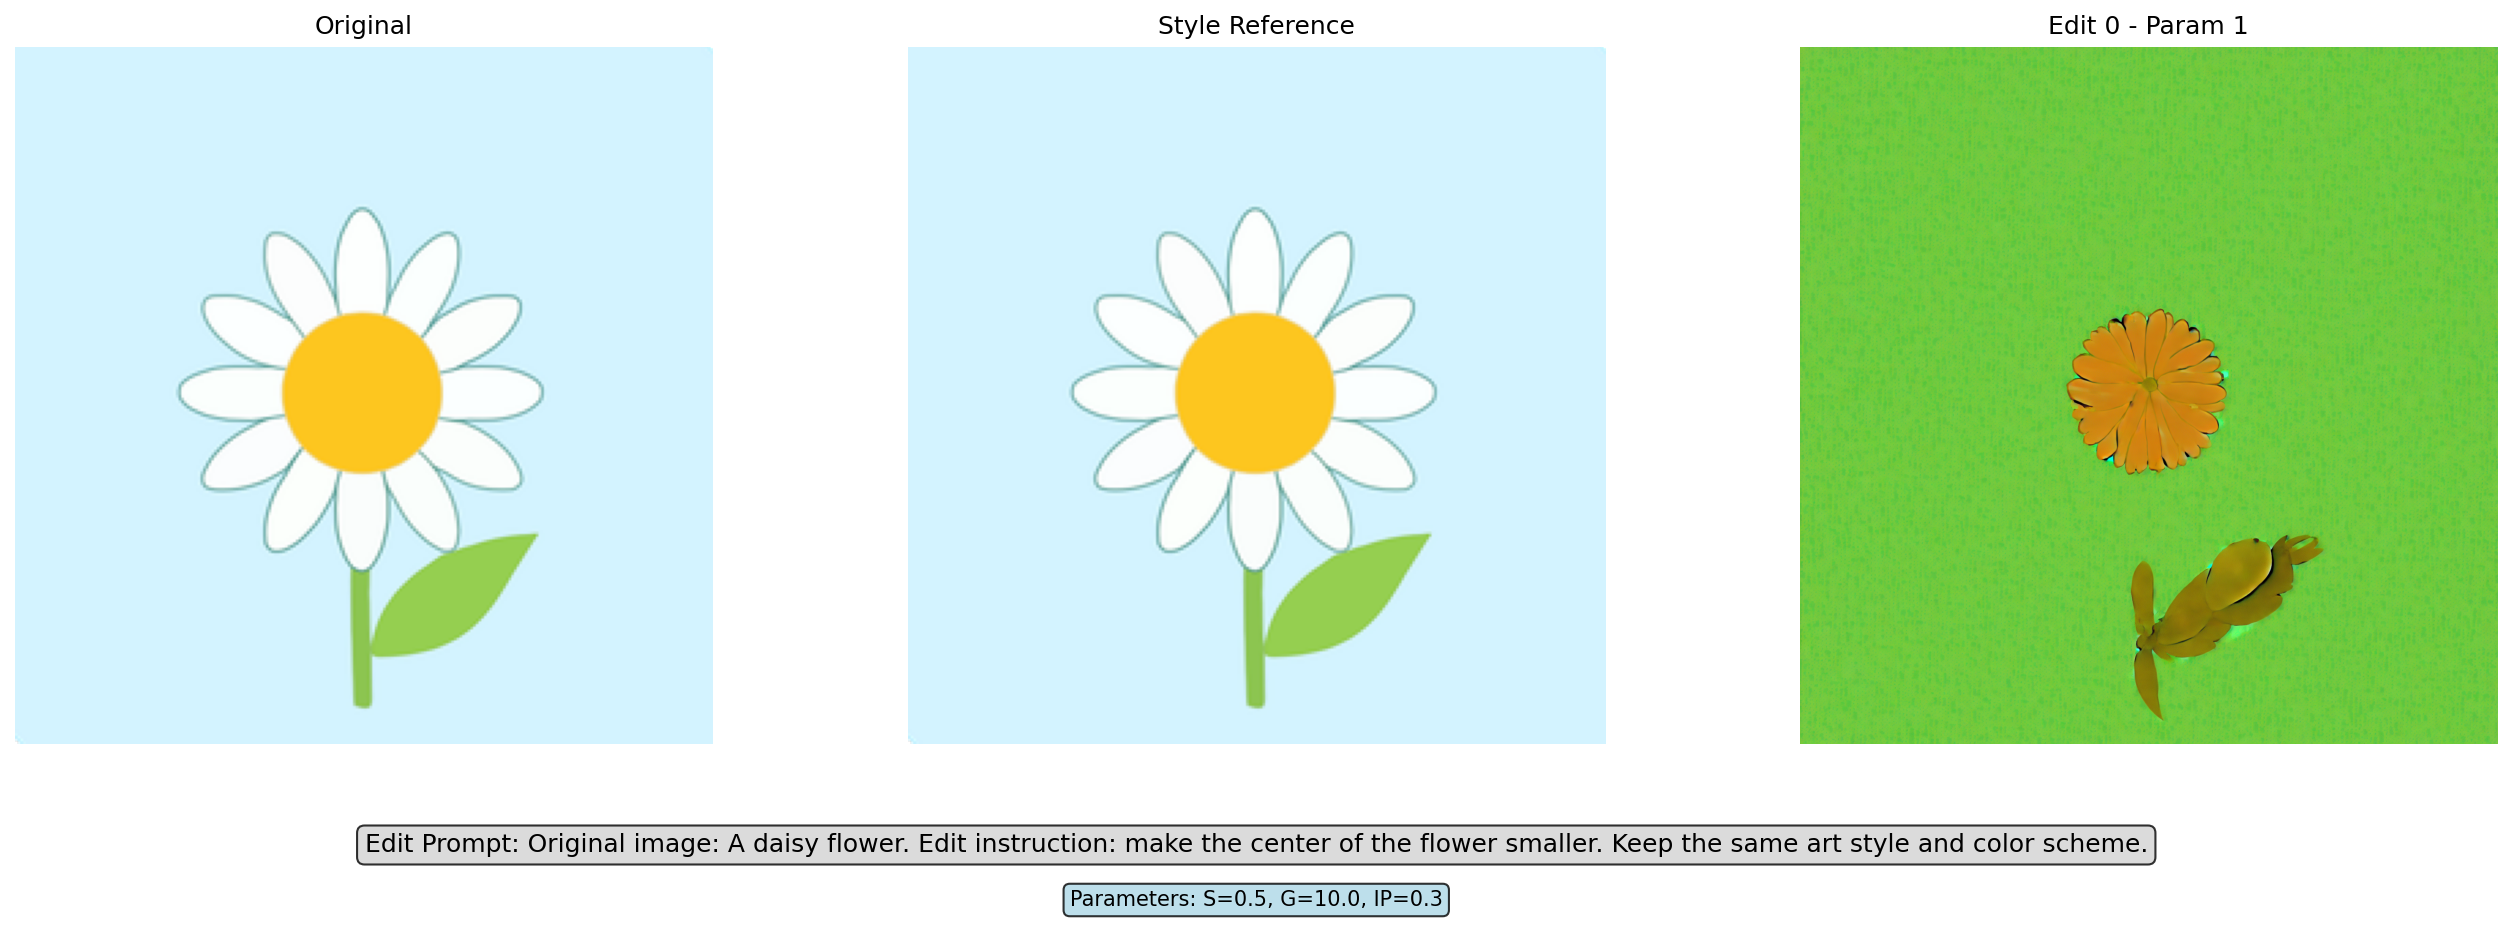 Original
Style Reference
Edit 0 - Param 1
Edit Prompt: Original image: A daisy flower. Edit instruction: make the center of the flower smaller. Keep the same art style and color scheme.
Parameters: S=0.5, G=10.0, IP=0.3